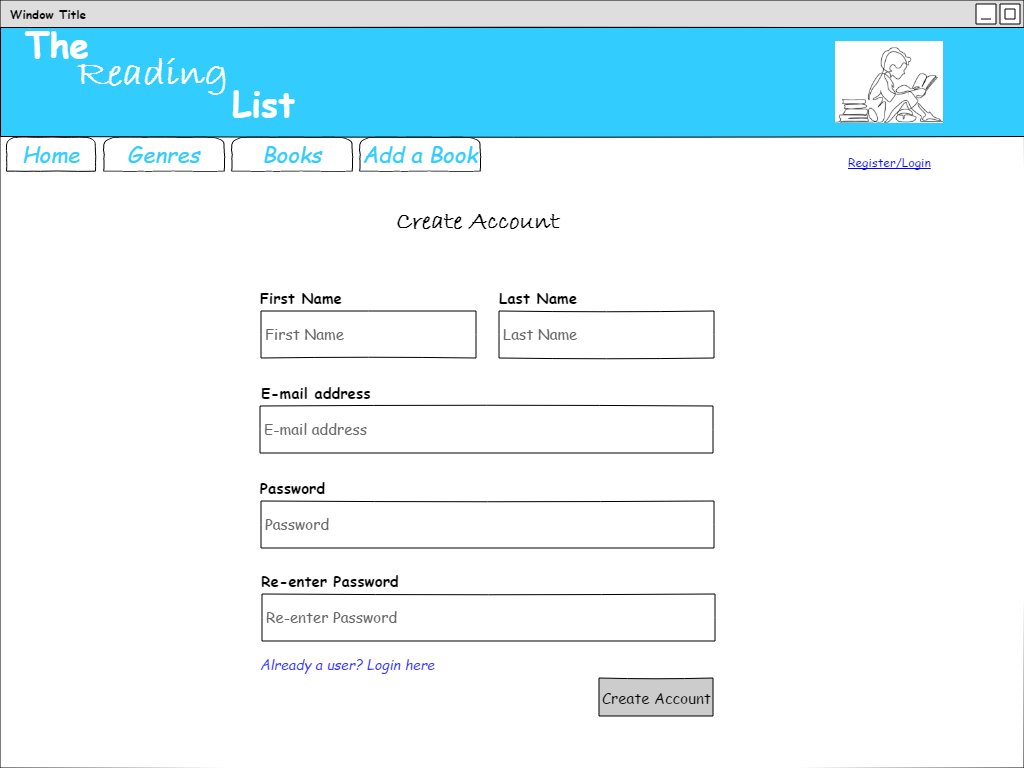 Window Title
The
Reading
List
Home Genres Books Add a Book
Register/Login
Create Account
First Name Last Name
First Name Last Name
E-mail address
E-mail address
Password
Password
Re-enter Password
Re-enter Password
Already a user? Login here
Create Account